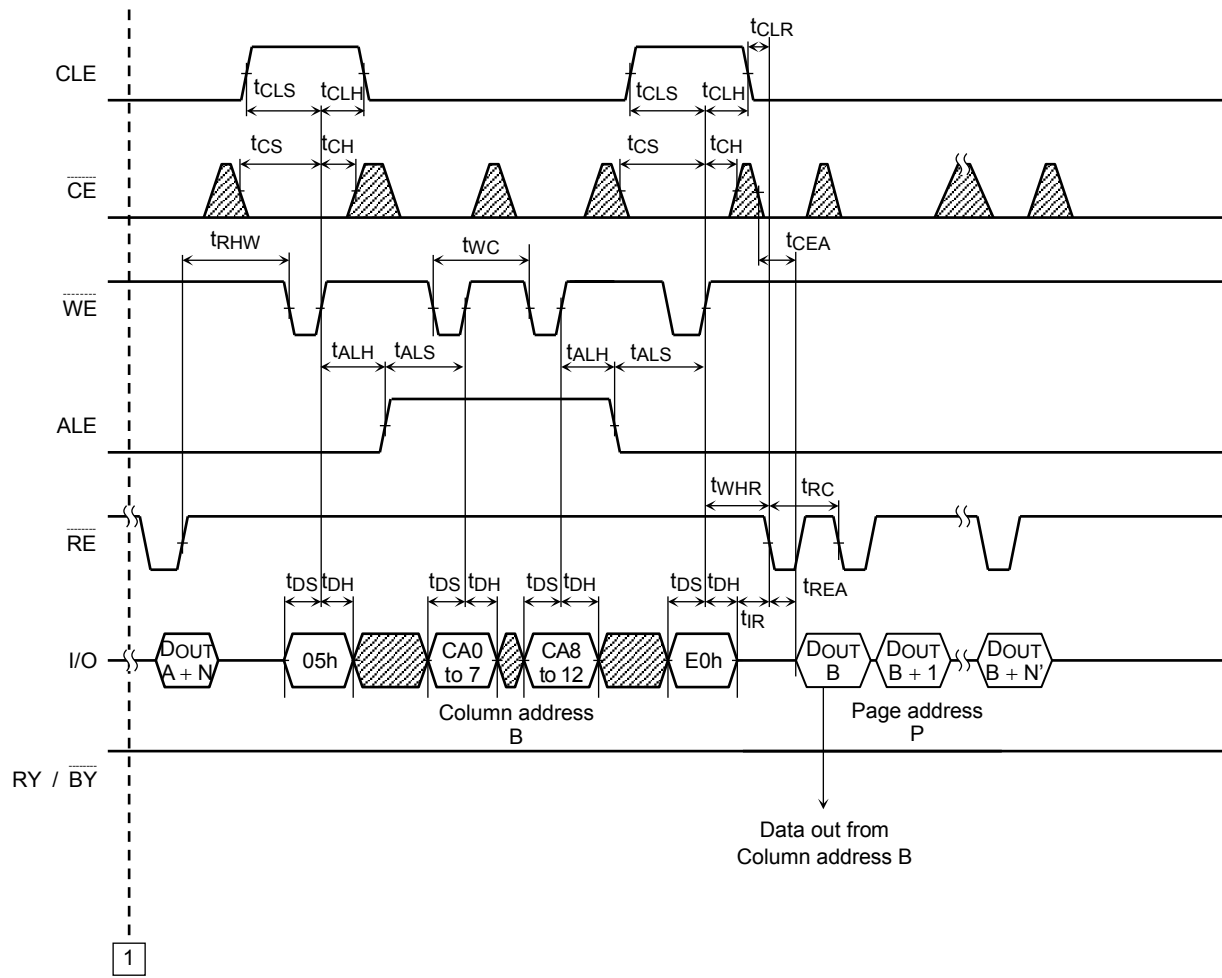 tCLR
CLE
tCLS tCLH tCLS tCLH
tCS tCH tCS tCH
CE
tRHW tWC tCEA
WE
tALH tALS tALH tALS
ALE
tWHR tRC
RE
tDS tDH tDS tDH tDS tDH tDS tDH tREA
tIR
I/O
DOUT
A + N
05h
CA0
to 7
CA8
to 12
E0h
DOUT
B
DOUT
B + 1
DOUT
B + N’
Column address
B
Page address
P
RY / BY
Data out from
Column address B
1